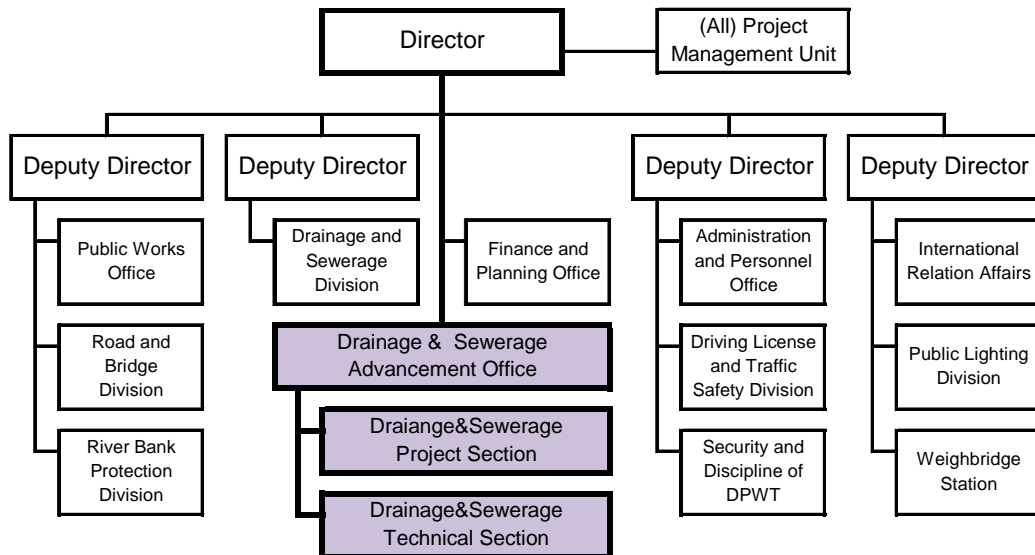 Director
(All) Project
Management Unit
Deputy Director
Deputy Director
Deputy Director
Deputy Director
Public Works
Office
Drainage and
Sewerage
Division
Finance and
Planning Office
Administration
and Personnel
Office
International
Relation Affairs
Road and
Bridge
Division
Drainage &  Sewerage
Advancement Office
Driving License
and Traffic
Safety Division
Public Lighting
Division
River Bank
Protection
Division
Draiange&Sewerage
Project Section
Security and
Discipline of
DPWT
Weighbridge
Station
Drainage&Sewerage
Technical Section